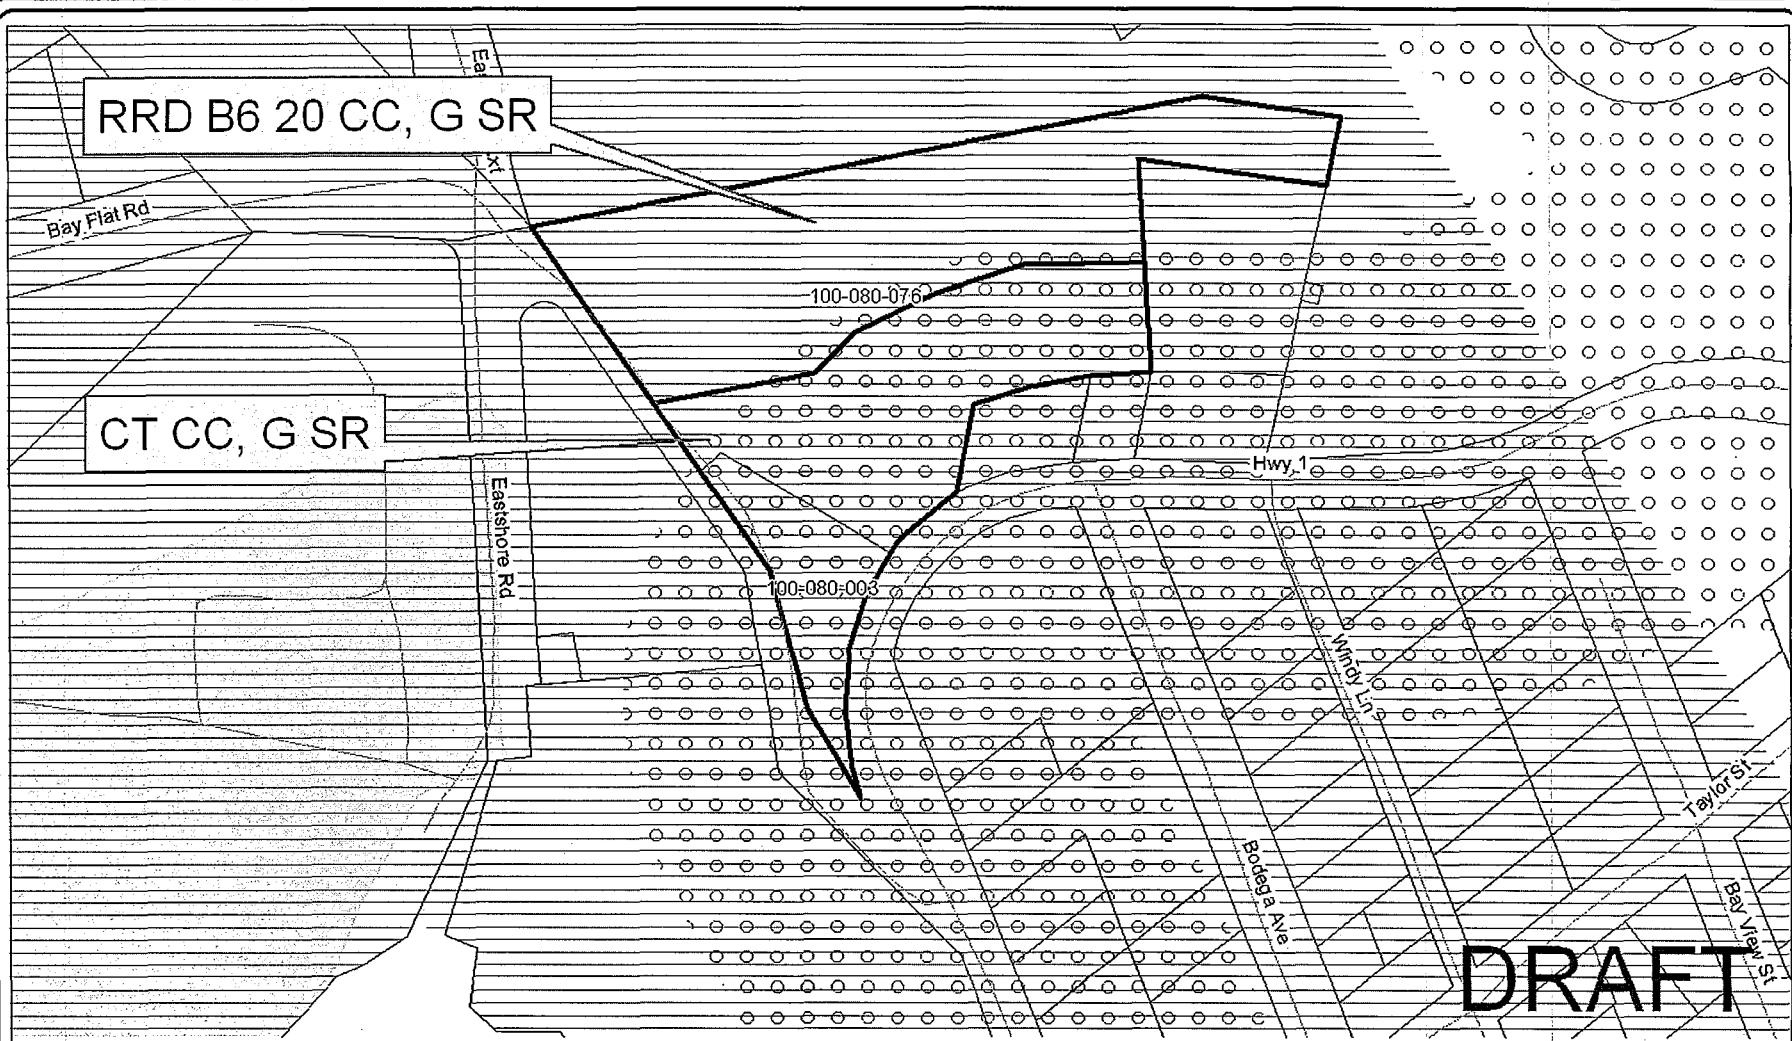 RRD B6 20 CC, G SR
Bay Flat Rd
100-080-076
CT CC, G SR
Hwy 1
Eastshore Rd
100-080-003
Windy Ln
Taylor St
Bodega Ave
Bay View St
DRAFT